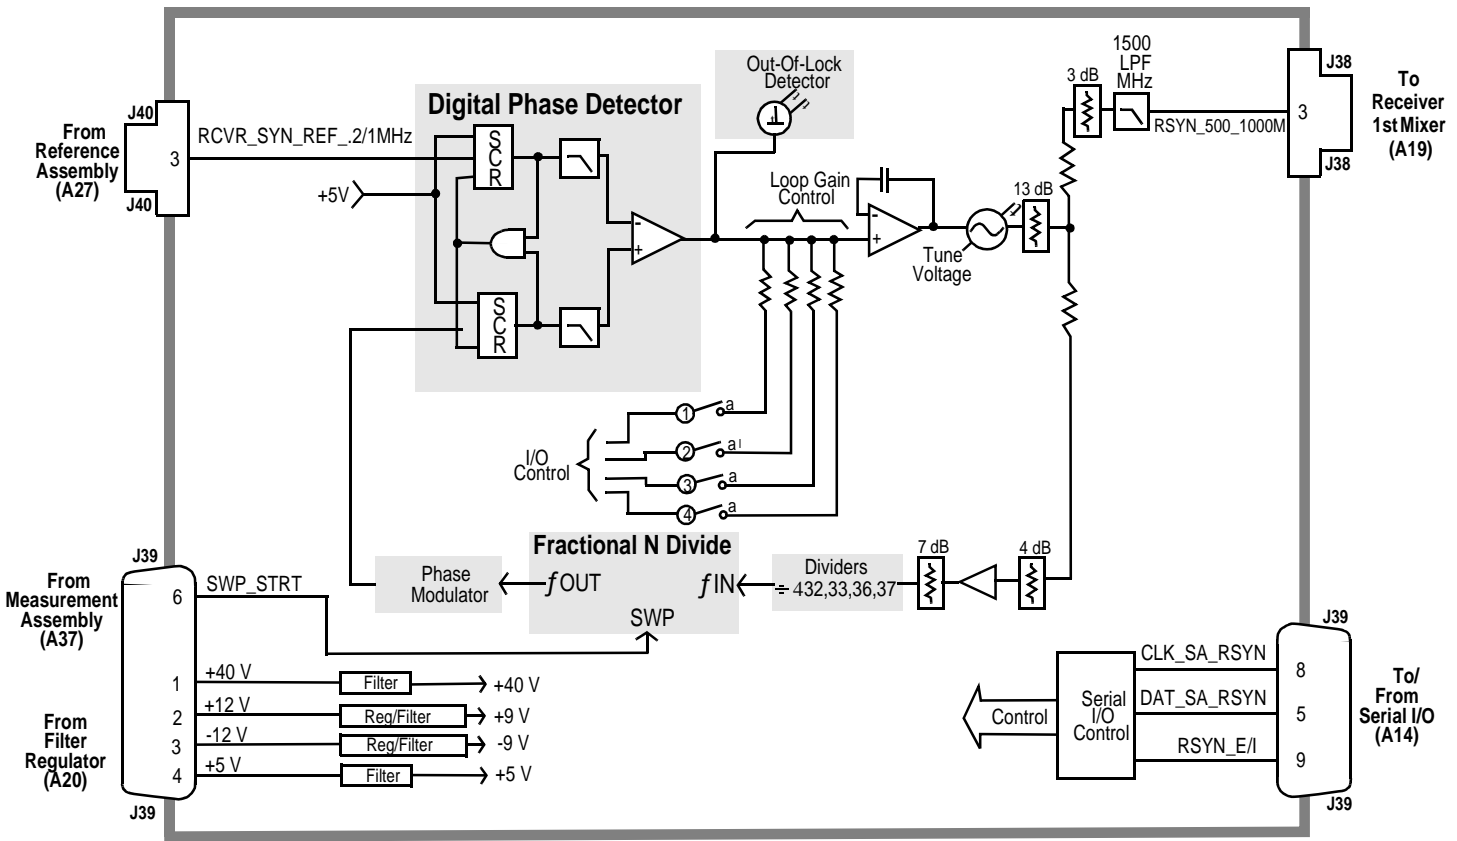 1500
LPF
MHz
3 dB
J38
3
J38
To
Receiver
1st Mixer
(A19)
RSYN_500_1000M
Out-Of-Lock
Detector
Digital Phase Detector
J40
3
J40
From
Reference
Assembly
(A27)
RCVR_SYN_REF_.2/1MHz
+5V
S
C
R
S
C
R
-
+
Loop Gain
Control
-
+
13 dB
Tune
Voltage
I/O
Control
1
a
2
a
3
a
4
a
Fractional N Divide
ƒOUT
ƒIN
SWP
Phase
Modulator
Dividers
÷ 432,33,36,37
7 dB
4 dB
J39
From
Measurement
Assembly
(A37)
6
SWP_STRT
From
Filter
Regulator
(A20)
1
+40 V
Filter
+40 V
2
+12 V
Reg/Filter
+9 V
3
-12 V
Reg/Filter
-9 V
4
+5 V
Filter
+5 V
J39
Control
Serial
I/O
Control
CLK_SA_RSYN
DAT_SA_RSYN
RSYN_E/I
J39
8
5
9
J39
To/
From
Serial I/O
(A14)